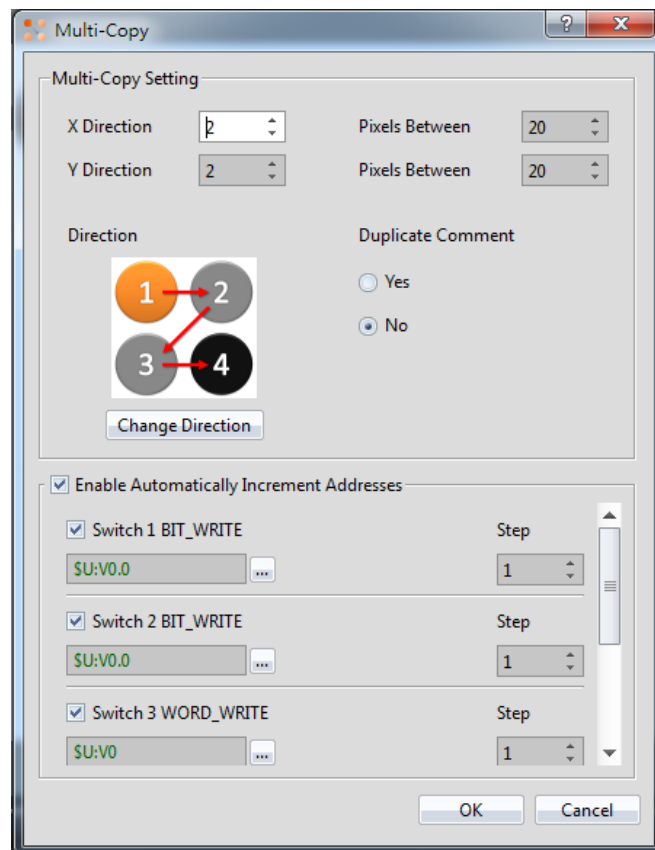 Multi-Copy
?
X
Multi-Copy Setting
X Direction 2 Pixels Between 20
Y Direction 2 Pixels Between 20
Direction Duplicate Comment
1 2
3 4
Yes
No
Change Direction
Enable Automatically Increment Addresses
Switch 1 BIT_WRITE Step
$U:V0.0 ... 1
Switch 2 BIT_WRITE Step
$U:V0.0 ... 1
Switch 3 WORD_WRITE Step
$U:V0 ... 1
OK Cancel